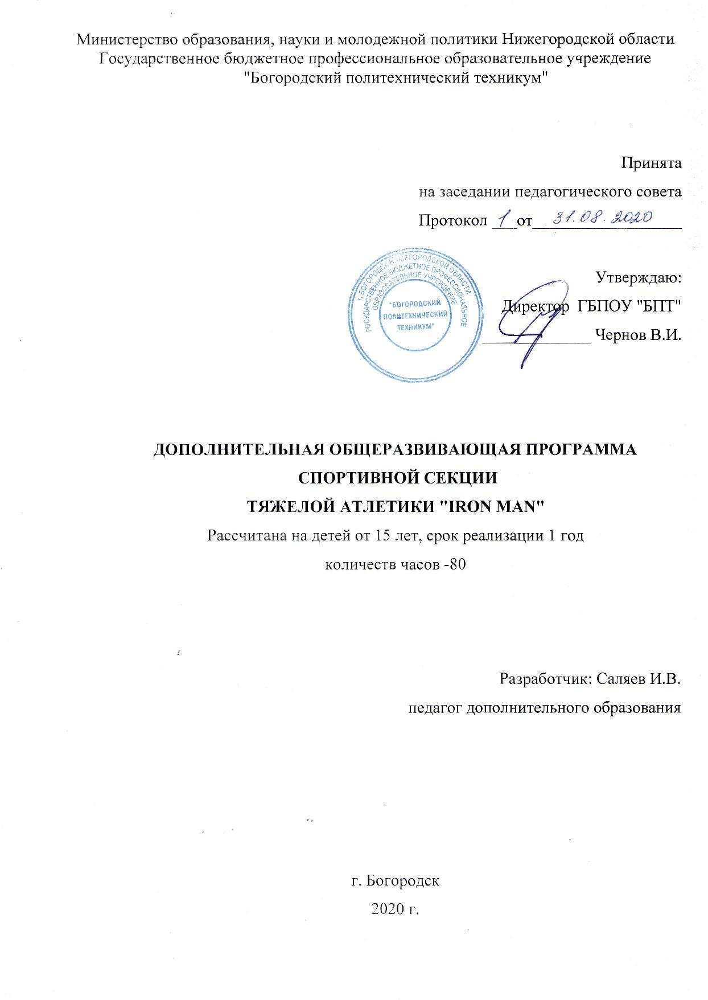 Министерство образования, науки и молодежной политики Нижегородской области
Государственное бюджетное профессиональное образовательное учреждение
"Богородский политехнический техникум"
Принята
на заседании педагогического совета
Протокол 1 от 31.08.2020
г. БОГОРОДСК НИЖЕГОРОДСКОЙ ОБЛАСТИ
ГОСУДАРСТВЕННОЕ БЮДЖЕТНОЕ ПРОФЕССИОНАЛЬНОЕ
ОБРАЗОВАТЕЛЬНОЕ УЧРЕЖДЕНИЕ
"БОГОРОДСКИЙ
ПОЛИТЕХНИЧЕСКИЙ
ТЕХНИКУМ"
Утверждаю:
Директор ГБПОУ "БПТ"
Чернов В.И.
ДОПОЛНИТЕЛЬНАЯ ОБЩЕРАЗВИВАЮЩАЯ ПРОГРАММА
СПОРТИВНОЙ СЕКЦИИ
ТЯЖЕЛОЙ АТЛЕТИКИ "IRON MAN"
Рассчитана на детей от 15 лет, срок реализации 1 год
количеств часов -80
Разработчик: Саляев И.В.
педагог дополнительного образования
г. Богородск
2020 г.